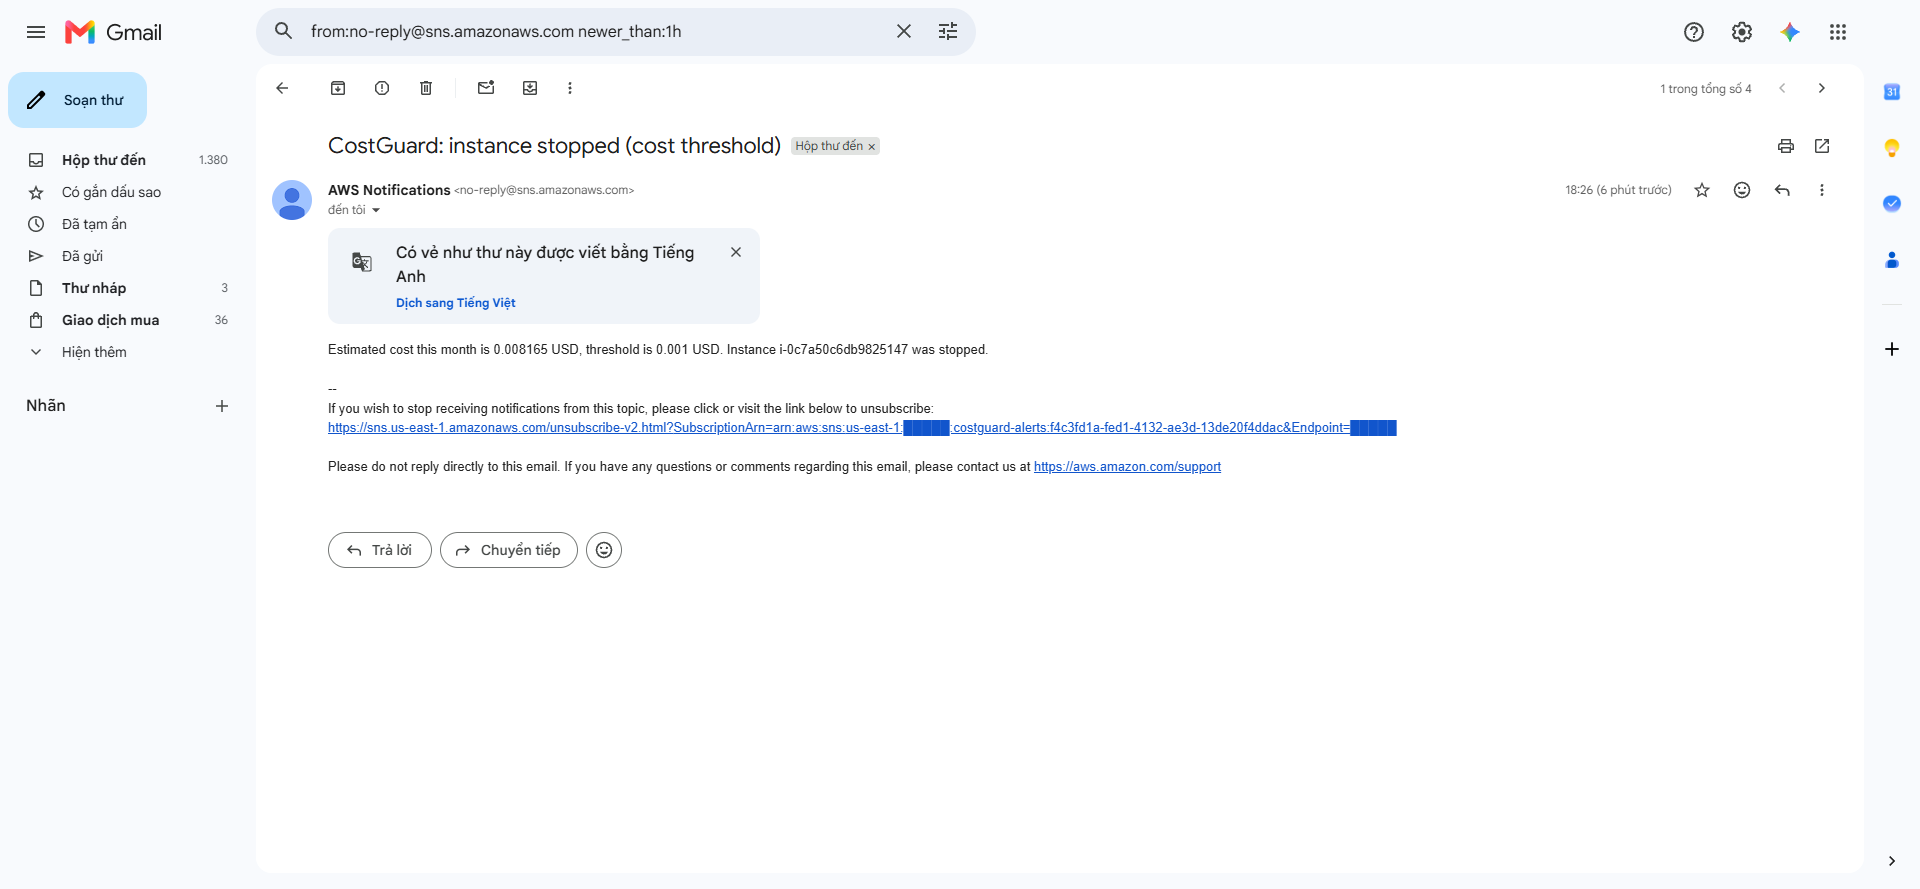 Gmail
from:no-reply@sns.amazonaws.com newer_than:1h
Soạn thư
Hộp thư đến 1.380
Có gắn dấu sao
Đã tạm ẩn
Đã gửi
Thư nháp 3
Giao dịch mua 36
Hiện thêm
Nhãn
1 trong tổng số 4
CostGuard: instance stopped (cost threshold) Hộp thư đến ×
AWS Notifications <no-reply@sns.amazonaws.com> 18:26 (6 phút trước)
đến tôi
Có vẻ như thư này được viết bằng Tiếng
Anh
Dịch sang Tiếng Việt
Estimated cost this month is 0.008165 USD, threshold is 0.001 USD. Instance i-0c7a50c6db9825147 was stopped.
--
If you wish to stop receiving notifications from this topic, please click or visit the link below to unsubscribe:
https://sns.us-east-1.amazonaws.com/unsubscribe-v2.html?SubscriptionArn=arn:aws:sns:us-east-1:█████:costguard-alerts:f4c3fd1a-fed1-4132-ae3d-13de20f4ddac&Endpoint=█████
Please do not reply directly to this email. If you have any questions or comments regarding this email, please contact us at https://aws.amazon.com/support
Trả lời
Chuyển tiếp
31